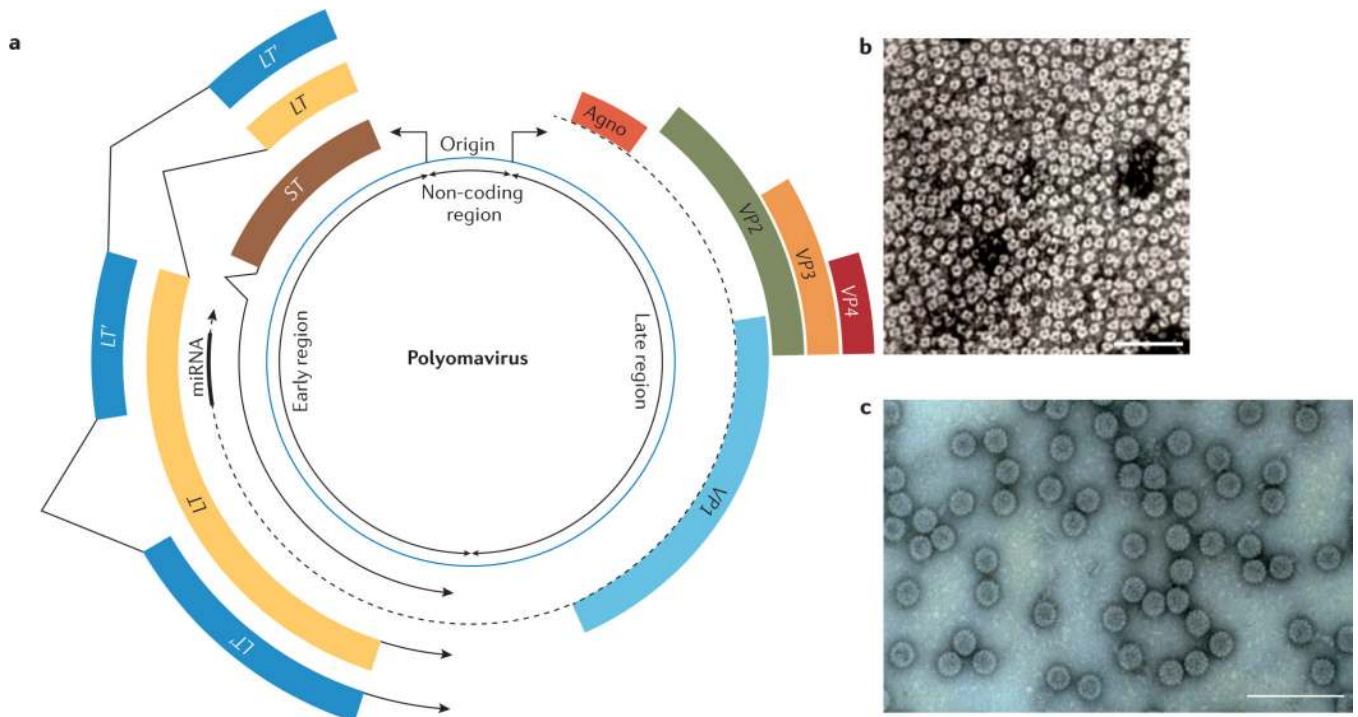 a
LT'
LT
ST
Origin
Non-coding
region
Agno
VP2
VP3
VP4
LT'
miRNA
Early region
Polyomavirus
Late region
LT
VP1
LT'
b
c